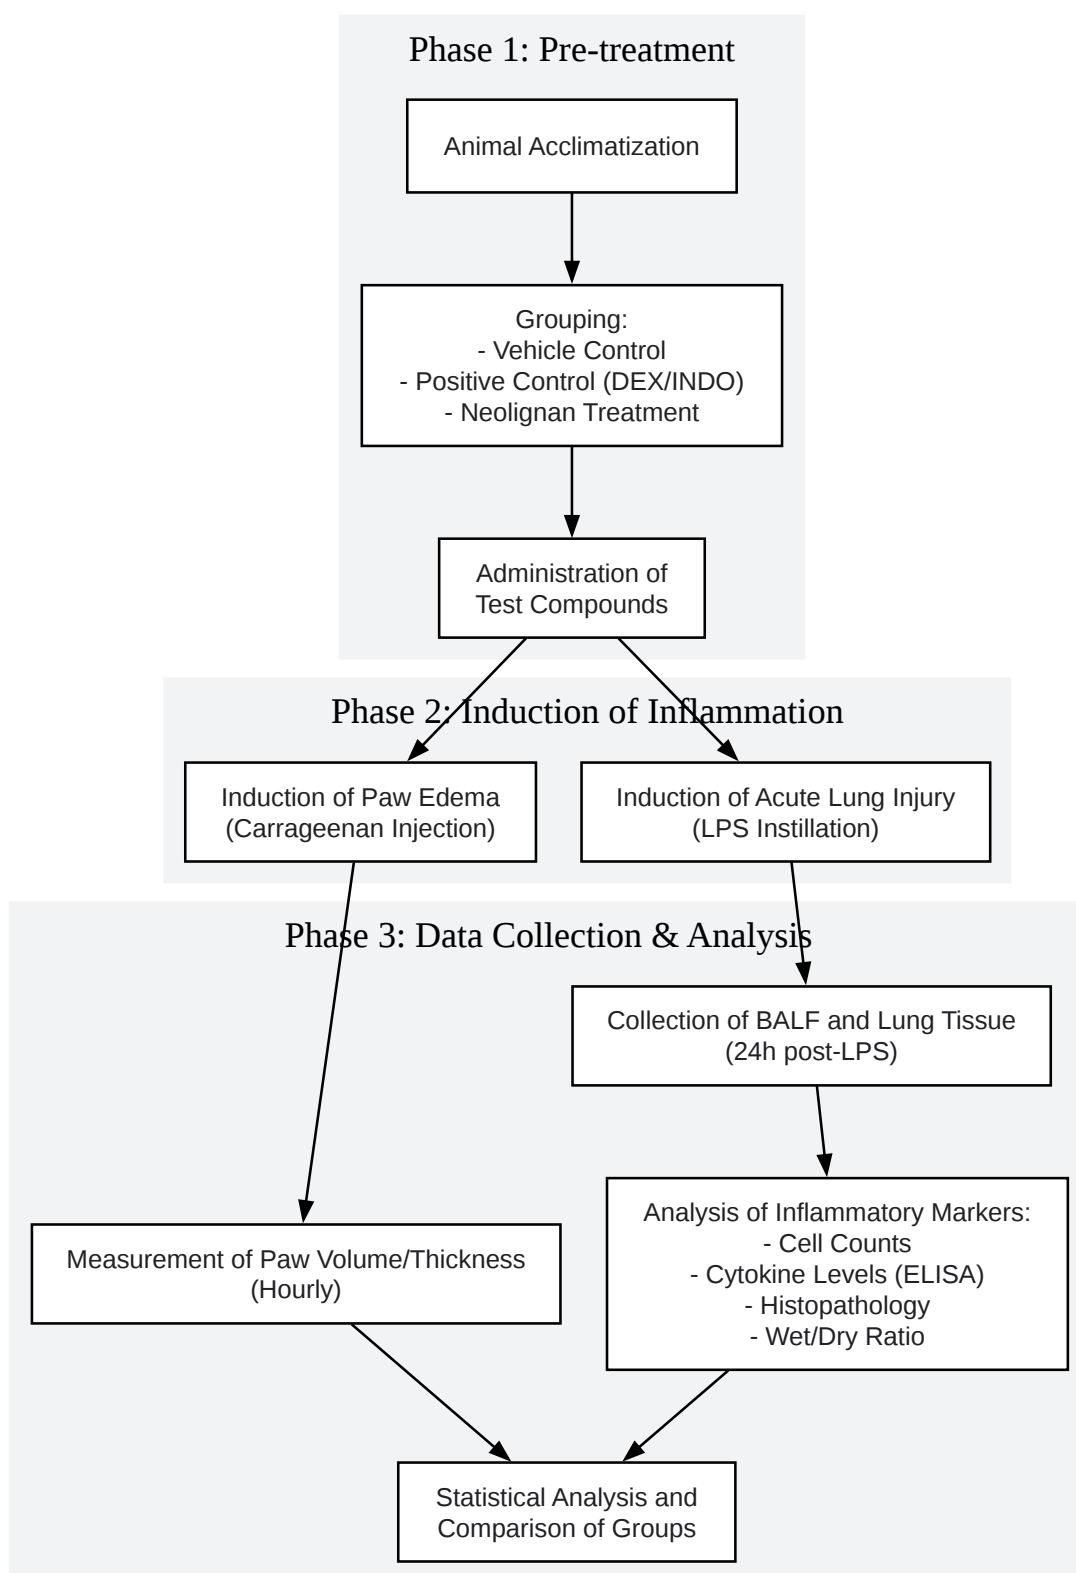 Phase 1: Pre-treatment
Animal Acclimatization
Grouping:
- Vehicle Control
- Positive Control (DEX/INDO)
- Neolignan Treatment
Administration of
Test Compounds
Phase 2: Induction of Inflammation
Induction of Paw Edema
(Carrageenan Injection)
Induction of Acute Lung Injury
(LPS Instillation)
Phase 3: Data Collection & Analysis
Collection of BALF and Lung Tissue
(24h post-LPS)
Measurement of Paw Volume/Thickness
(Hourly)
Analysis of Inflammatory Markers:
- Cell Counts
- Cytokine Levels (ELISA)
- Histopathology
- Wet/Dry Ratio
Statistical Analysis and
Comparison of Groups